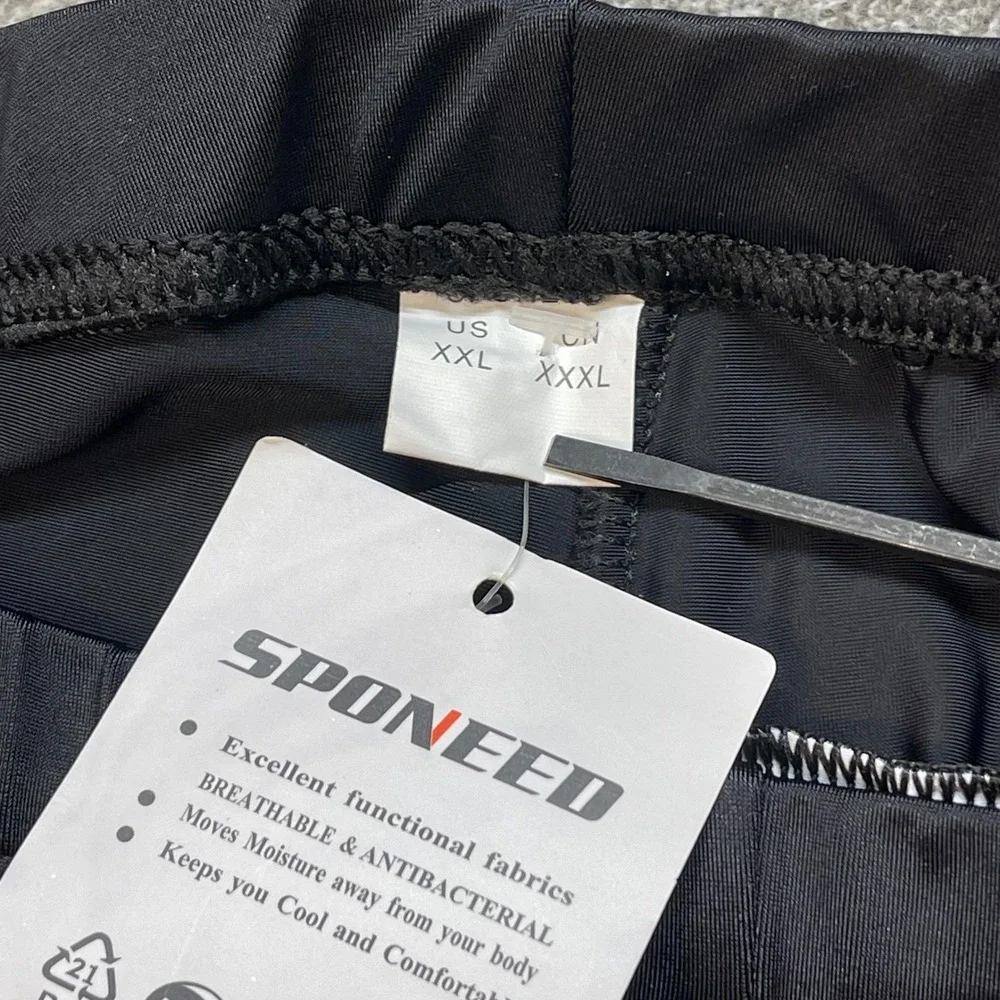 US CN
XXL XXXL
SPONEED
Excellent functional fabrics
BREATHABLE & ANTIBACTERIAL
Moves Moisture away from your body
Keeps you Cool and
21